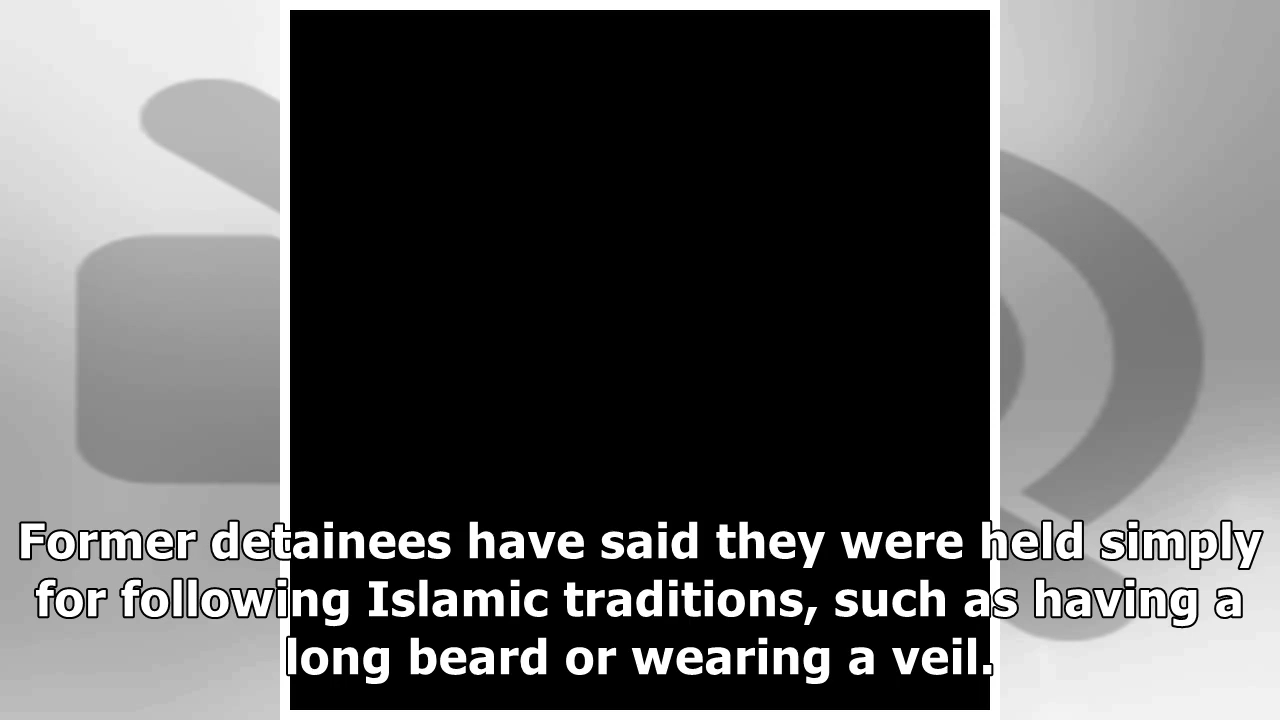 Former detainees have said they were held simply
for following Islamic traditions, such as having a
long beard or wearing a veil.